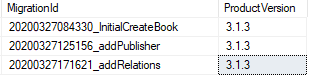 MigrationId ProductVersion
20200327084330_InitialCreateBook 3.1.3
20200327125156_addPublisher 3.1.3
20200327171621_addRelations 3.1.3